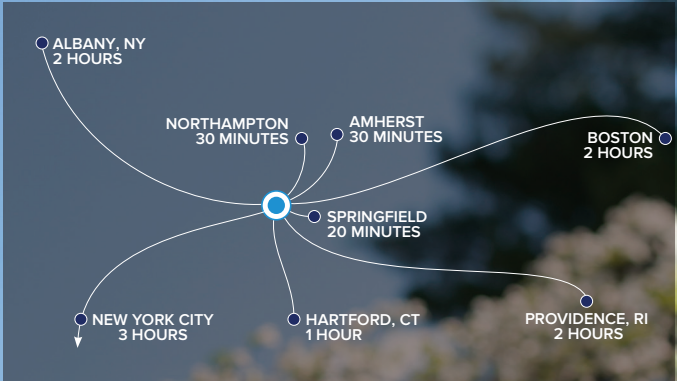 ALBANY, NY
2 HOURS
NORTHAMPTON
30 MINUTES
AMHERST
30 MINUTES
BOSTON
2 HOURS
SPRINGFIELD
20 MINUTES
NEW YORK CITY
3 HOURS
HARTFORD, CT
1 HOUR
PROVIDENCE, RI
2 HOURS